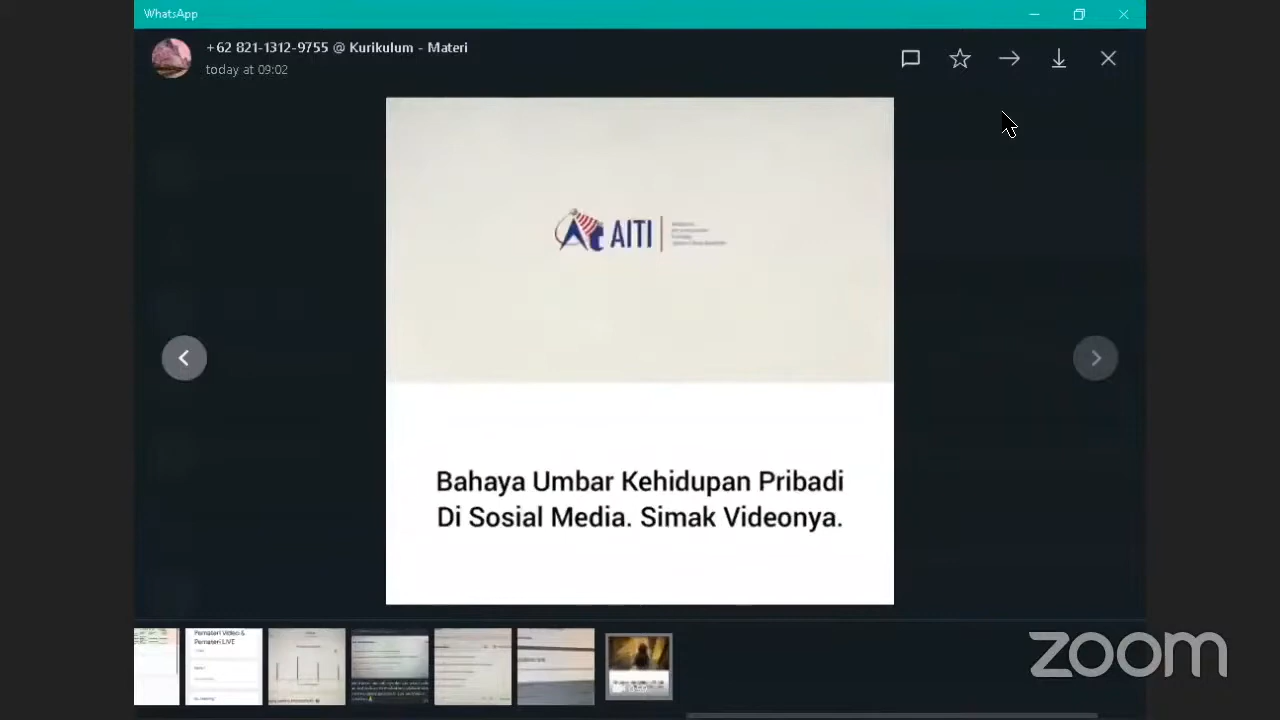 WhatsApp
+62 821-1312-9755 @ Kurikulum - Materi
today at 09:02
AITI
Bahaya Umbar Kehidupan Pribadi
Di Sosial Media. Simak Videonya.
Pemateri Video &
Pemateri LIVE
zoom